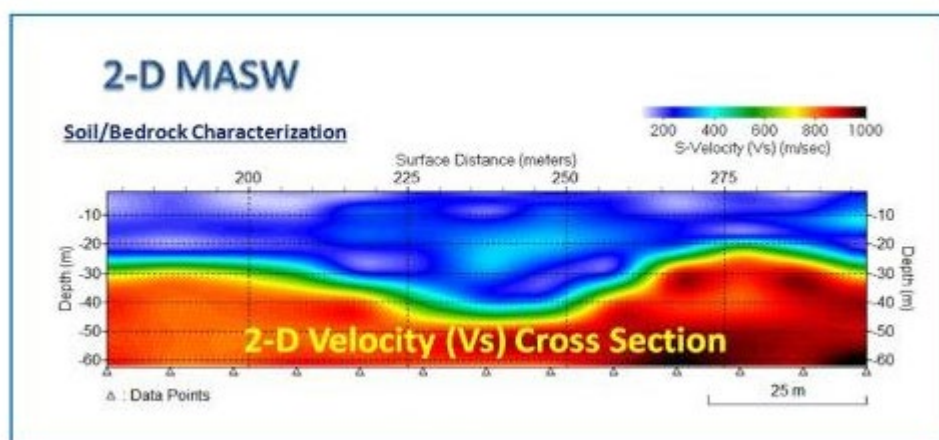 2-D MASW
Soil/Bedrock Characterization
200 400 600 800 1000
S-Velocity (Vs) (m/sec)
Surface Distance (meters)
200 225 250 275
-10 -10
-20 -20
-30 -30
-40 -40
-50 -50
-60 -60
Depth (m)
Depth (m)
2-D Velocity (Vs) Cross Section
: Data Points
25 m